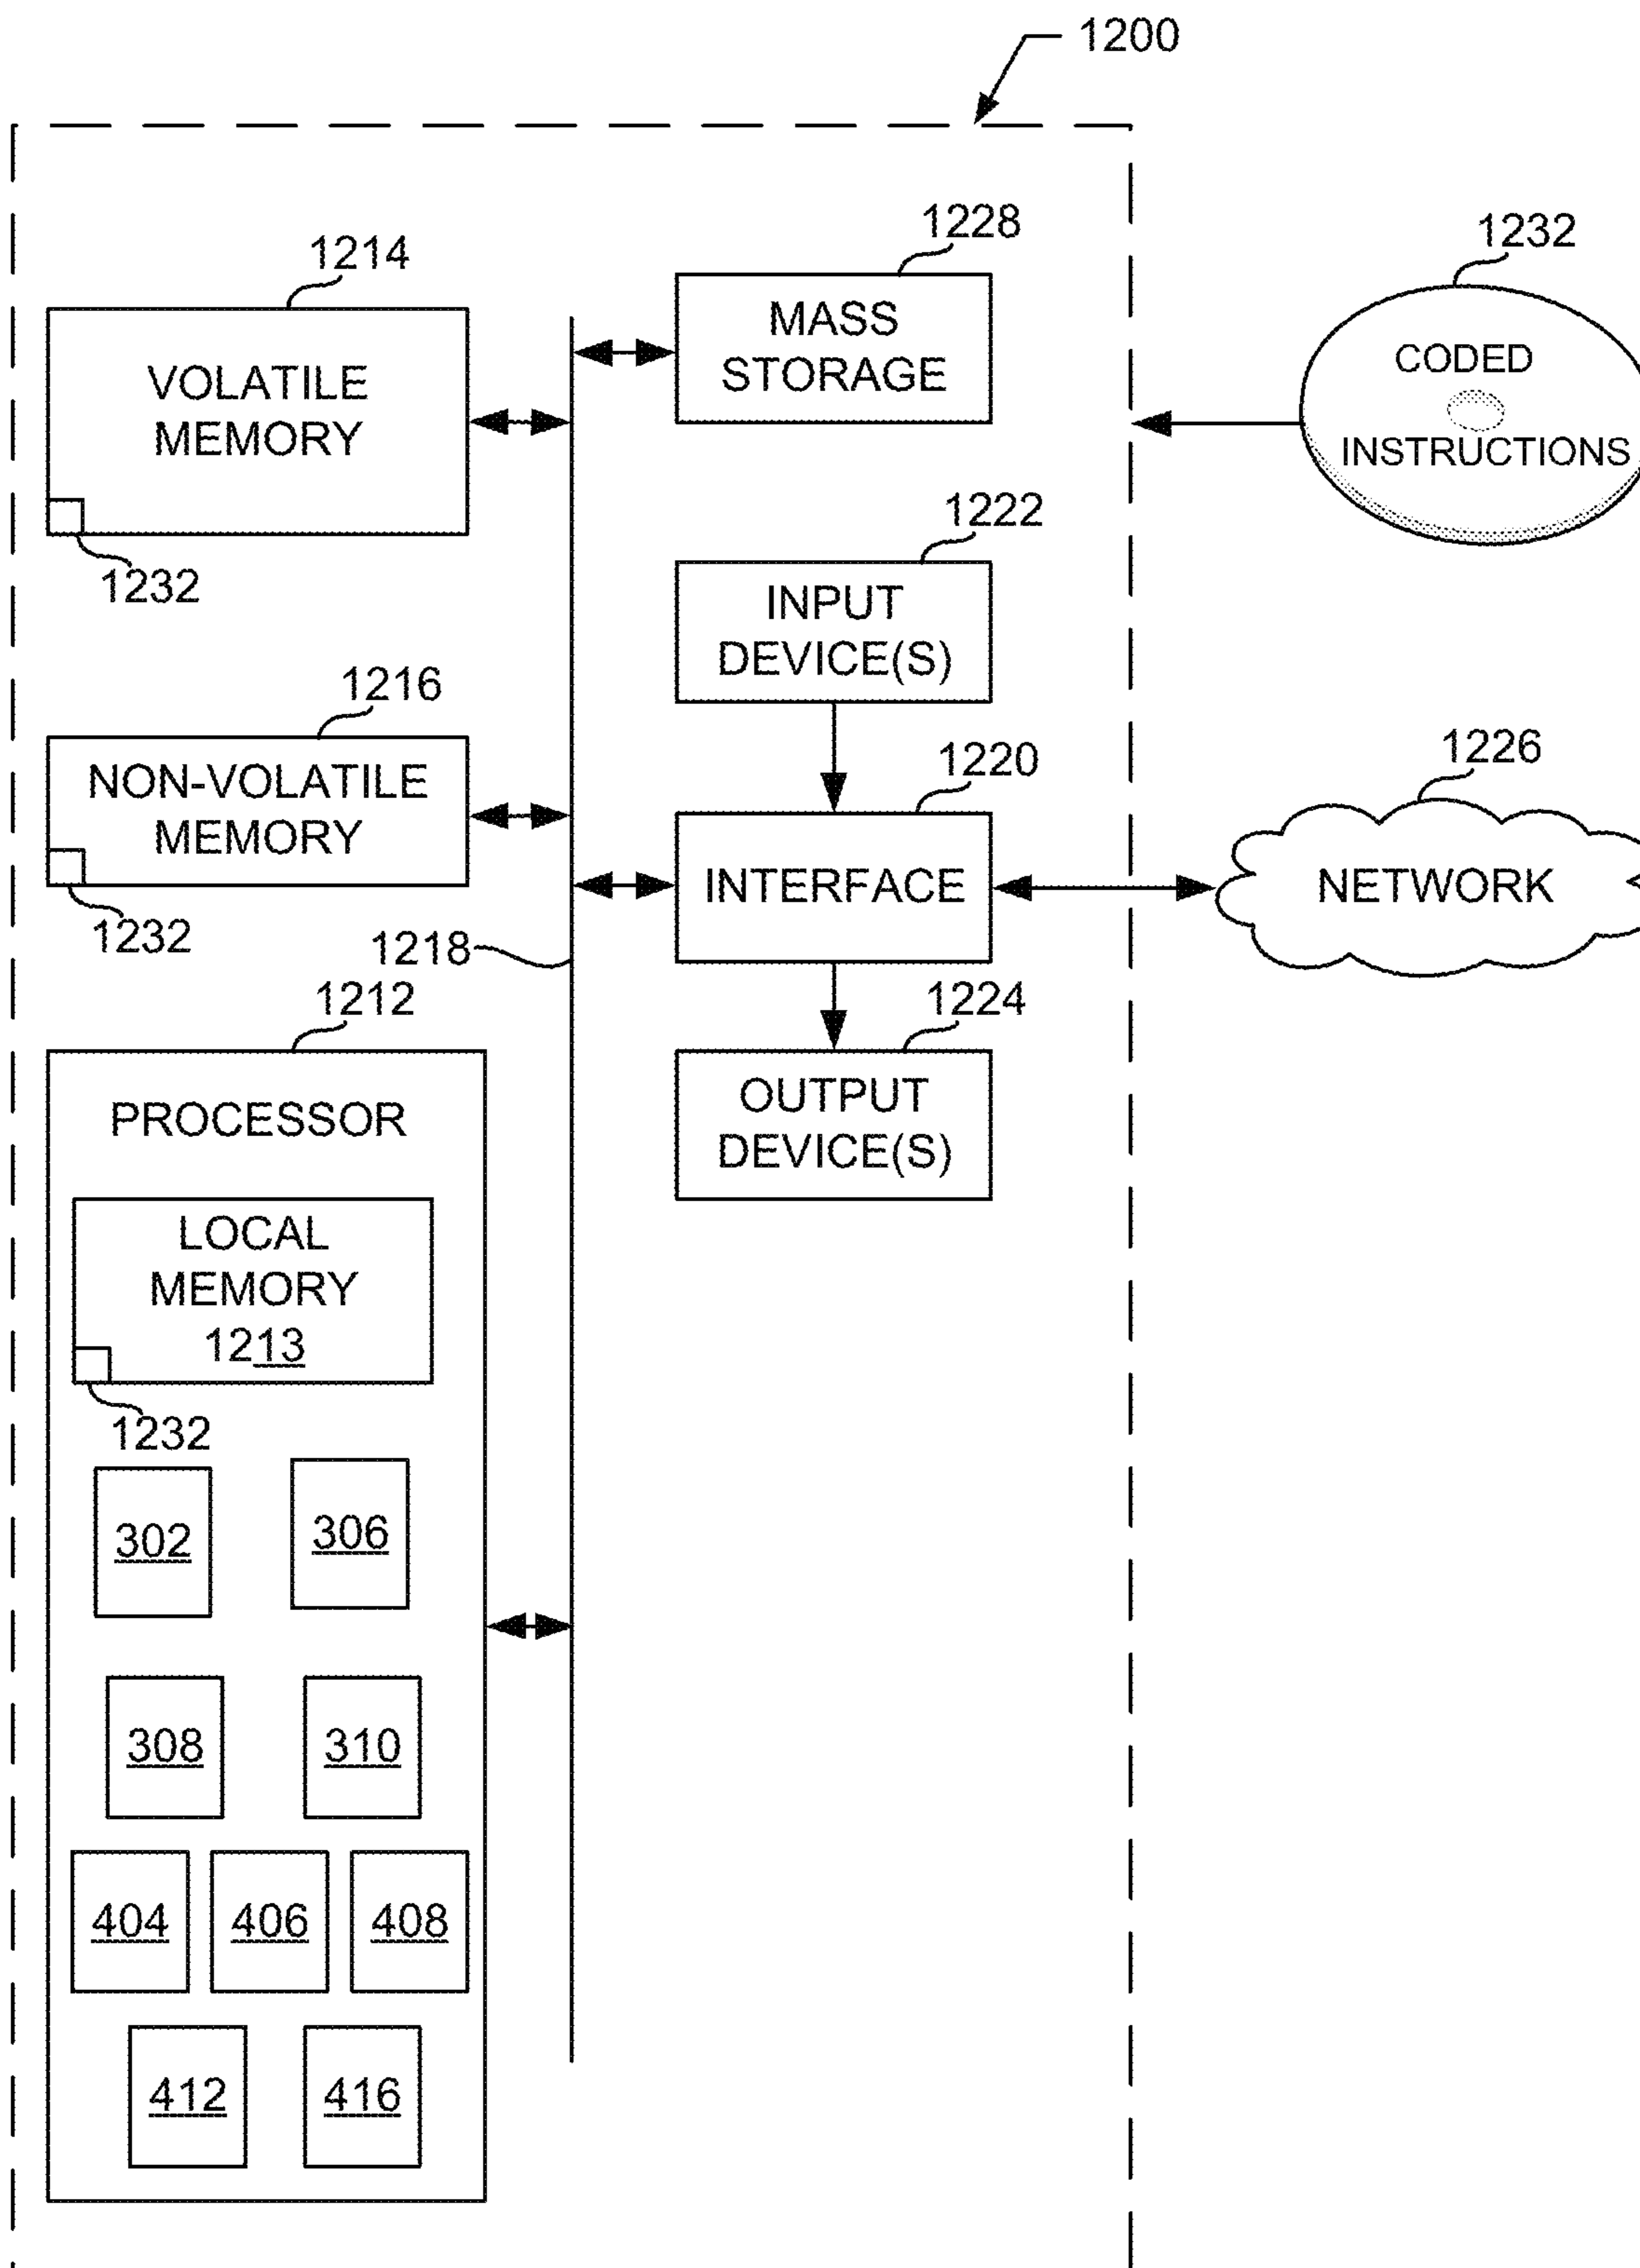 1200
1228
1232
1214
MASS
STORAGE
CODED
INSTRUCTIONS
VOLATILE
MEMORY
1232
1222
INPUT
DEVICE(S)
1216
1220
1226
NON-VOLATILE
MEMORY
INTERFACE
NETWORK
1232
1218
1212
1224
PROCESSOR
OUTPUT
DEVICE(S)
LOCAL
MEMORY
1213
1232
302
306
308
310
404
406
408
412
416